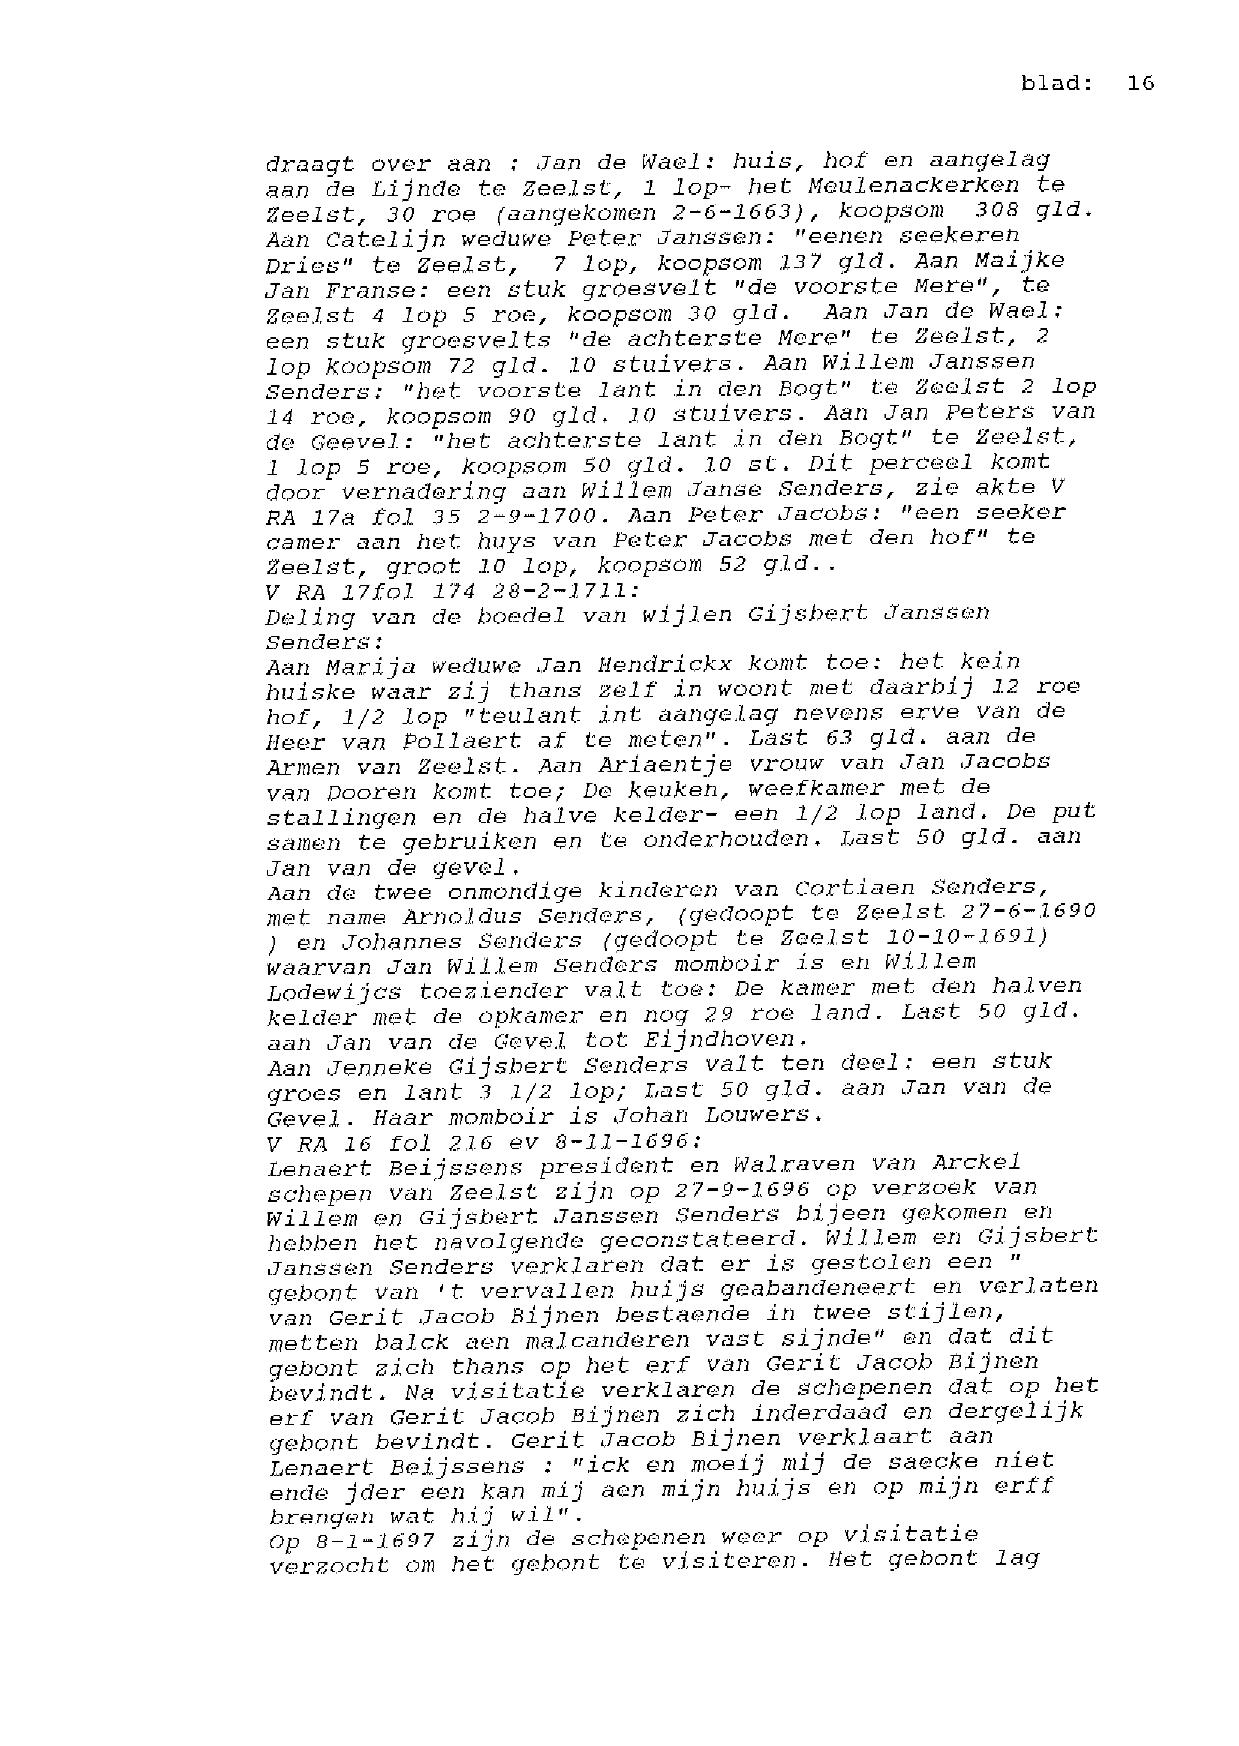 blad: 16
draagt over aan ; Jan de Wael: huis, hof en aangelag
aan de Lijnde te Zeelst, 1 lop- het Meulenackerken te
Zeelst, 30 roe (aangekomen 2-6-1663), koopsom 308 gld.
Aan Catelijn weduwe Peter Janssen: "eenen seekeren
Dries" te Zeelst, 7 lop, koopsom 137 gld. Aan Maijke
Jan Franse: een stuk groesvelt "de voorste Mere", te
Zeelst 4 lop 5 roe, koopsom 30 gld. Aan Jan de Wael:
een stuk groesvelts "de achterste Mere" te Zeelst, 2
lop koopsom 72 gld. 10 stuivers. Aan Willem Janssen
Senders: "het voorste lant in den Bogt" te Zeelst 2 lop
14 roe, koopsom 90 gld. 10 stuivers. Aan Jan Peters van
de Geevel: "het achterste lant in den Bogt" te Zeelst,
1 lop 5 roe, koopsom 50 gld. 10 st. Dit perceel komt
door vernadering aan Willem Janse Senders, zie akte V
RA 17a fol 35 2-9-1700. Aan Peter Jacobs: "een seeker
camer aan het huys van Peter Jacobs met den hof" te
Zeelst, groot 10 lop, koopsom 52 gld..
V RA 17fol 174 28-2-1711:
Deling van de boedel van wijlen Gijsbert Janssen
Senders:
Aan Marija weduwe Jan Hendrickx komt toe: het kein
huiske waar zij thans zelf in woont met daarbij 12 roe
hof, 1/2 lop "teulant int aangelag nevens erve van de
Heer van Pollaert af te meten". Last 63 gld. aan de
Armen van Zeelst. Aan Ariaentje vrouw van Jan Jacobs
van Dooren komt toe; De keuken, weefkamer met de
stallingen en de halve kelder- een 1/2 lop land. De put
samen te gebruiken en te onderhouden. Last 50 gld. aan
Jan van de gevel.
Aan de twee onmondige kinderen van Cortiaen Senders,
met name Arnoldus Senders, (gedoopt te Zeelst 27-6-1690
) en Johannes Senders (gedoopt te Zeelst 10-10-1691)
waarvan Jan Willem Senders momboir is en Willem
Lodewijcs toeziender valt toe: De kamer met den halven
kelder met de opkamer en nog 29 roe land. Last 50 gld.
aan Jan van de Gevel tot Eijndhoven.
Aan Jenneke Gijsbert Senders valt ten deel: een stuk
groes en lant 3 1/2 lop; Last 50 gld. aan Jan van de
Gevel. Haar momboir is Johan Louwers.
V RA 16 fol 216 ev 8-11-1696:
Lenaert Beijssens president en Walraven van Arckel
schepen van Zeelst zijn op 27-9-1696 op verzoek van
Willem en Gijsbert Janssen Senders bijeen gekomen en
hebben het navolgende geconstateerd. Willem en Gijsbert
Janssen Senders verklaren dat er is gestolen een "
gebont van 't vervallen huijs geabandeneert en verlaten
van Gerit Jacob Bijnen bestaende in twee stijlen,
metten balck aen malcanderen vast sijnde" en dat dit
gebont zich thans op het erf van Gerit Jacob Bijnen
bevindt. Na visitatie verklaren de schepenen dat op het
erf van Gerit Jacob Bijnen zich inderdaad en dergelijk
gebont bevindt. Gerit Jacob Bijnen verklaart aan
Lenaert Beijssens : "ick en moeij mij de saecke niet
ende jder een kan mij aen mijn huijs en op mijn erff
brengen wat hij wil".
Op 8-1-1697 zijn de schepenen weer op visitatie
verzocht om het gebont te visiteren. Het gebont lag